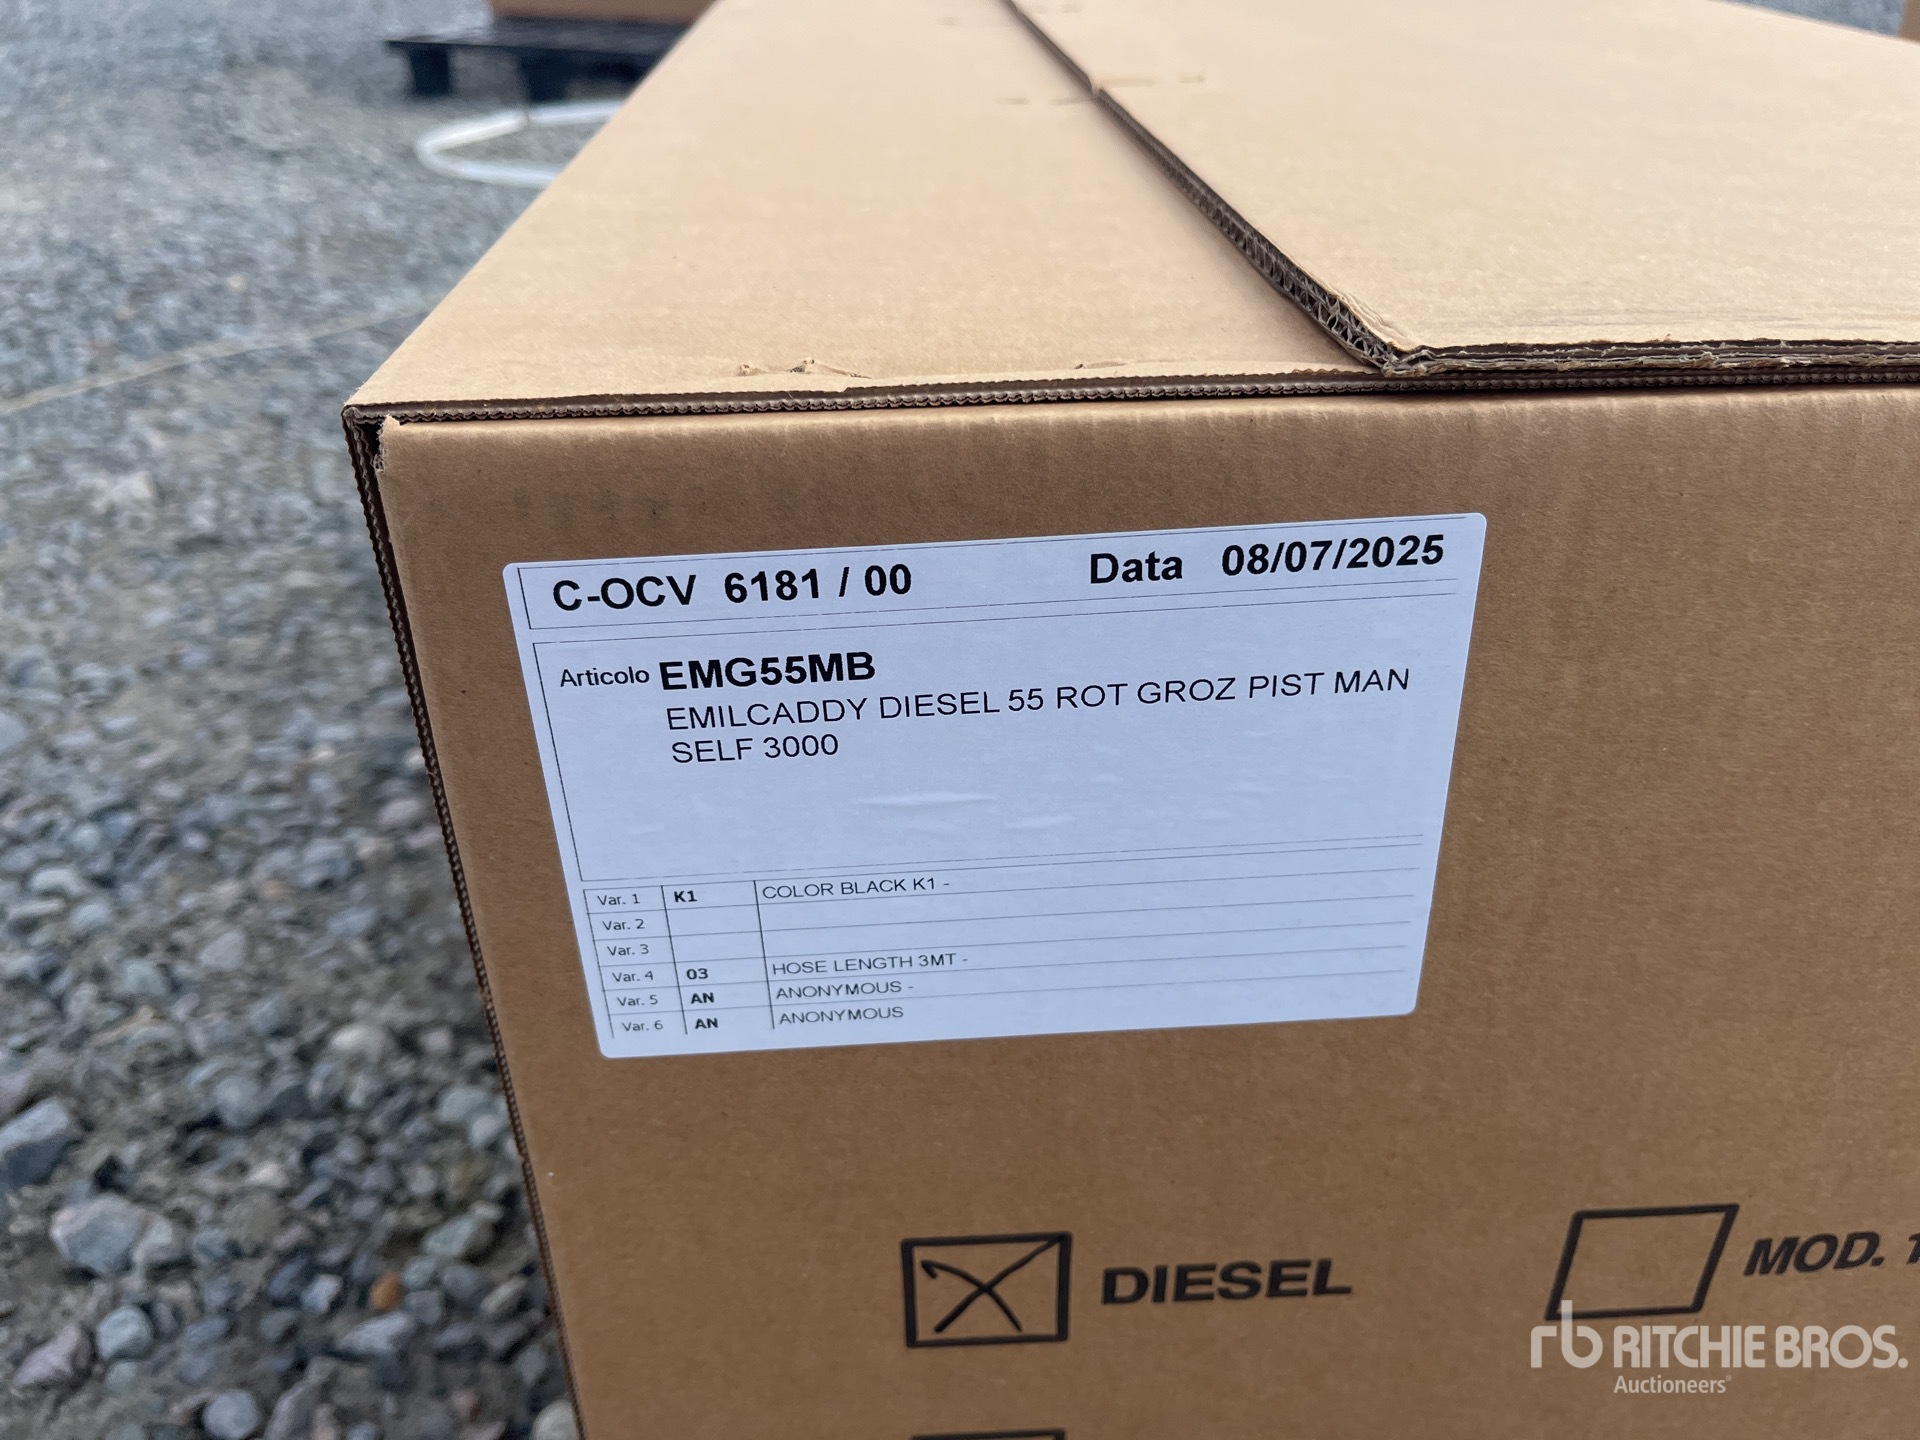 C-OCV 6181 / 00 Data 08/07/2025
Articolo EMG55MB
EMILCADDY DIESEL 55 ROT GROZ PIST MAN
SELF 3000
Var. 1 K1 COLOR BLACK K1 -
Var. 2
Var. 3
Var. 4 03 HOSE LENGTH 3MT -
Var. 5 AN ANONYMOUS -
Var. 6 AN ANONYMOUS
DIESEL
MOD.
rb RITCHIE BROS.
Auctioneers